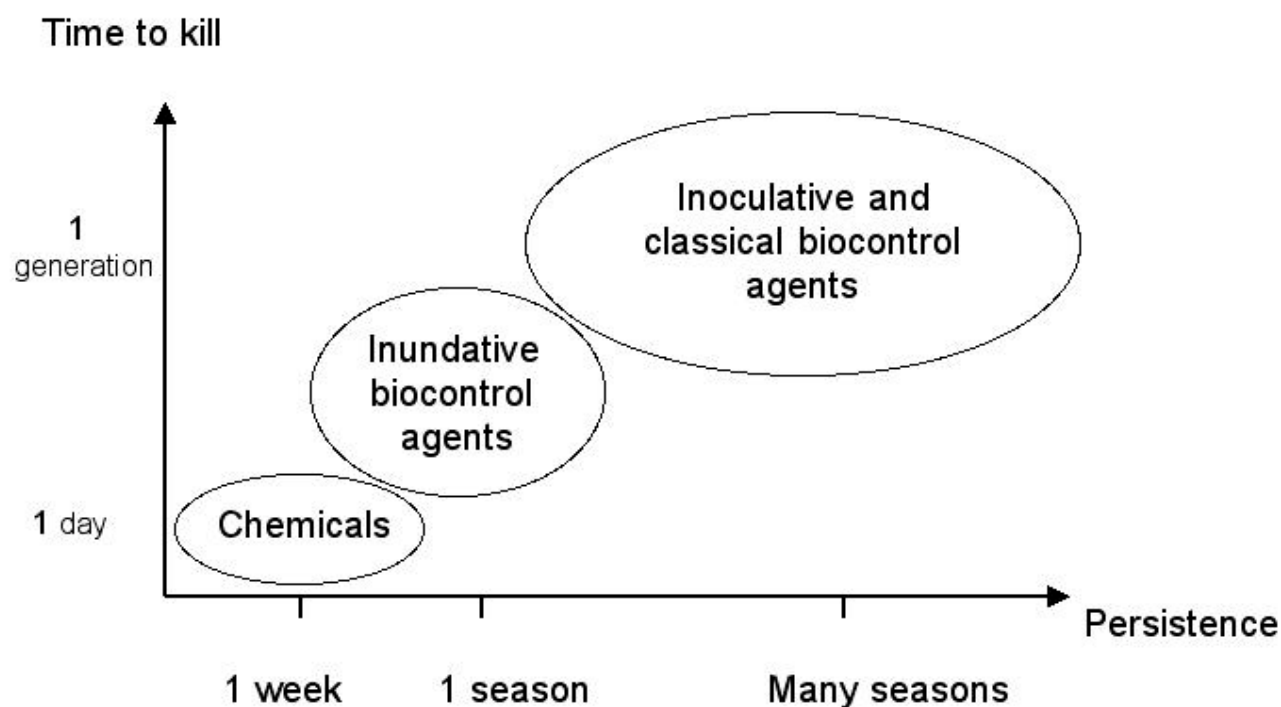 Time to kill
1
generation
1 day
Inoculative and
classical biocontrol
agents
Inundative
biocontrol
agents
Chemicals
Persistence
1 week
1 season
Many seasons